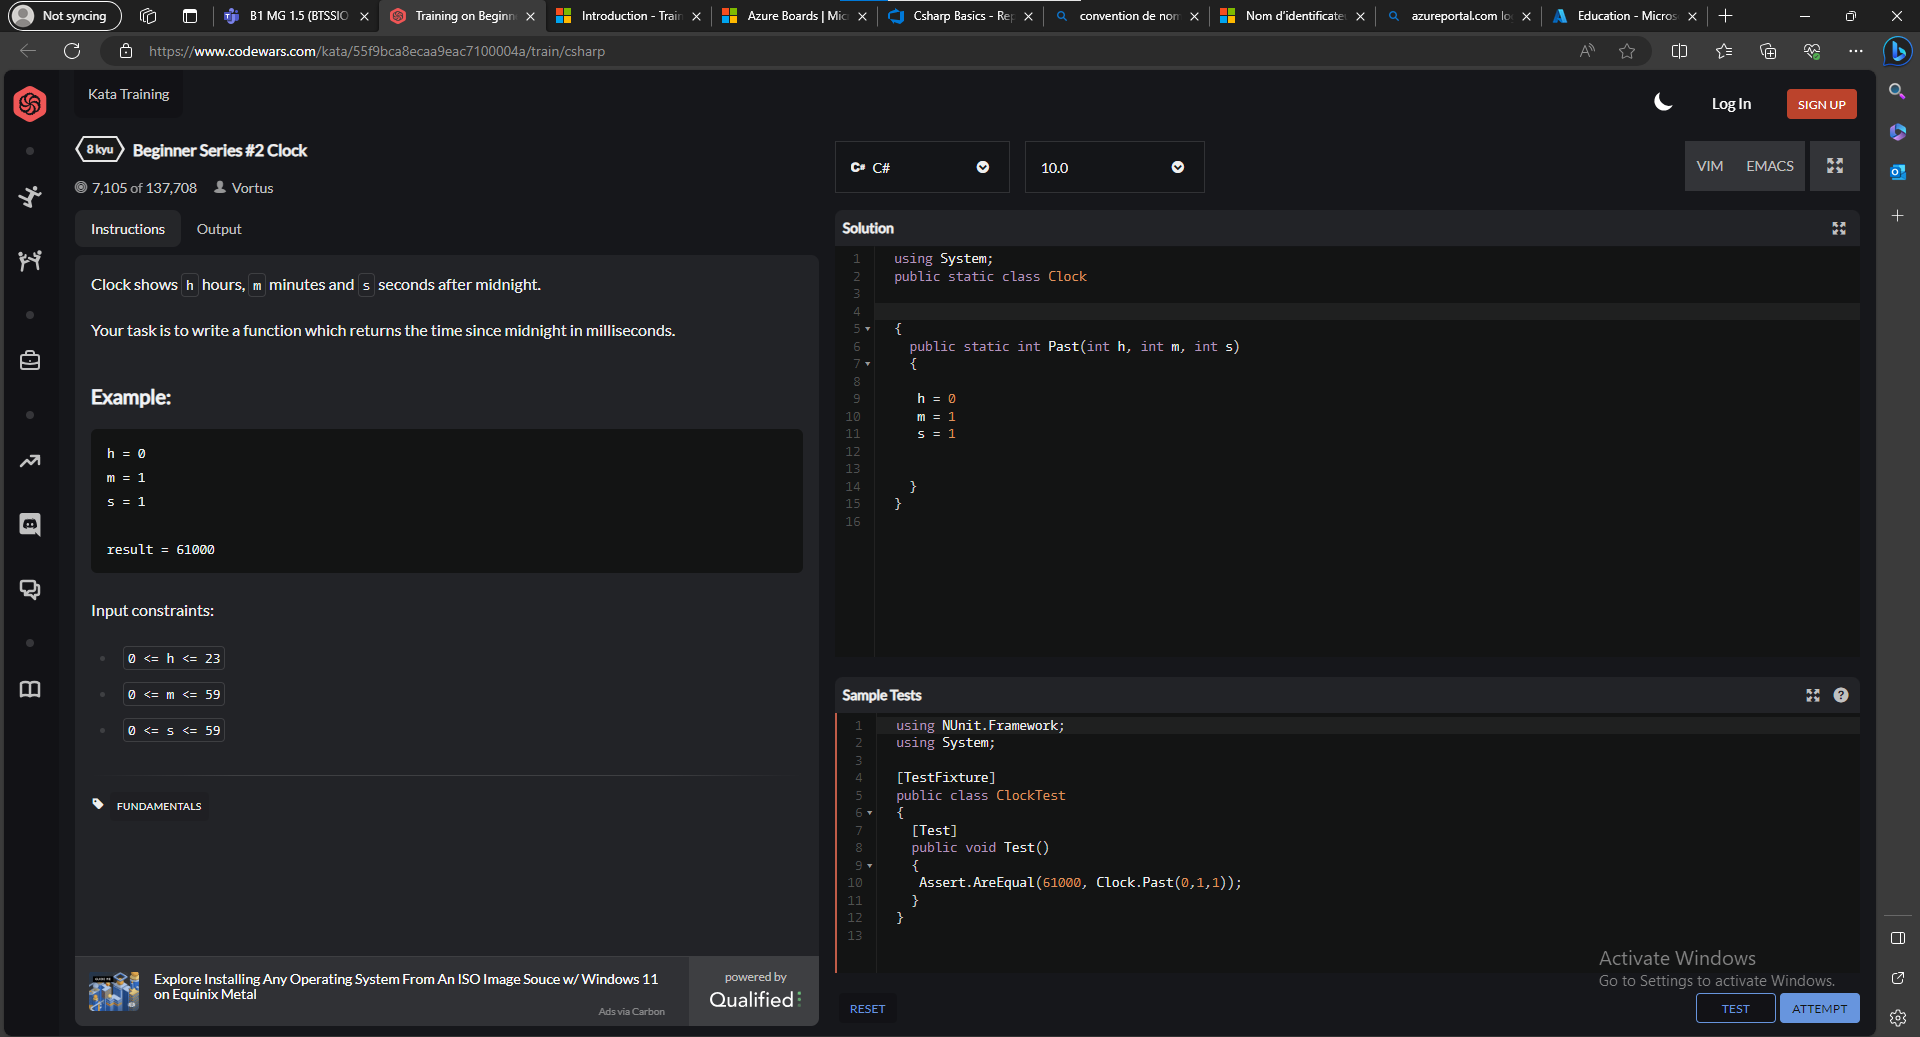 Not syncing
B1 MG 1.5 (BTSSIO
Training on Beginn
Introduction - Train
Azure Boards | Mic
Csharp Basics - Rep
convention de nom
Nom d'identificate
azureportal.com lo
Education - Micros
https://www.codewars.com/kata/55f9bca8ecaa9eac7100004a/train/csharp
Kata Training
Log In
SIGN UP
8 kyu
Beginner Series #2 Clock
7,105 of 137,708
Vortus
C#
10.0
VIM
EMACS
Instructions
Output
Clock shows h hours, m minutes and s seconds after midnight.
Your task is to write a function which returns the time since midnight in milliseconds.
Example:
h = 0
m = 1
s = 1
result = 61000
Input constraints:
0 <= h <= 23
0 <= m <= 59
0 <= s <= 59
FUNDAMENTALS
Explore Installing Any Operating System From An ISO Image Souce w/ Windows 11
on Equinix Metal
Ads via Carbon
powered by
Qualified
Solution
1 using System;
2 public static class Clock
3
4
5 {
6 public static int Past(int h, int m, int s)
7 {
8
9 h = 0
10 m = 1
11 s = 1
12
13
14 }
15 }
16
Sample Tests
1 using NUnit.Framework;
2 using System;
3
4 [TestFixture]
5 public class ClockTest
6 {
7 [Test]
8 public void Test()
9 {
10 Assert.AreEqual(61000, Clock.Past(0,1,1));
11 }
12 }
13
Activate Windows
Go to Settings to activate Windows.
RESET
TEST
ATTEMPT